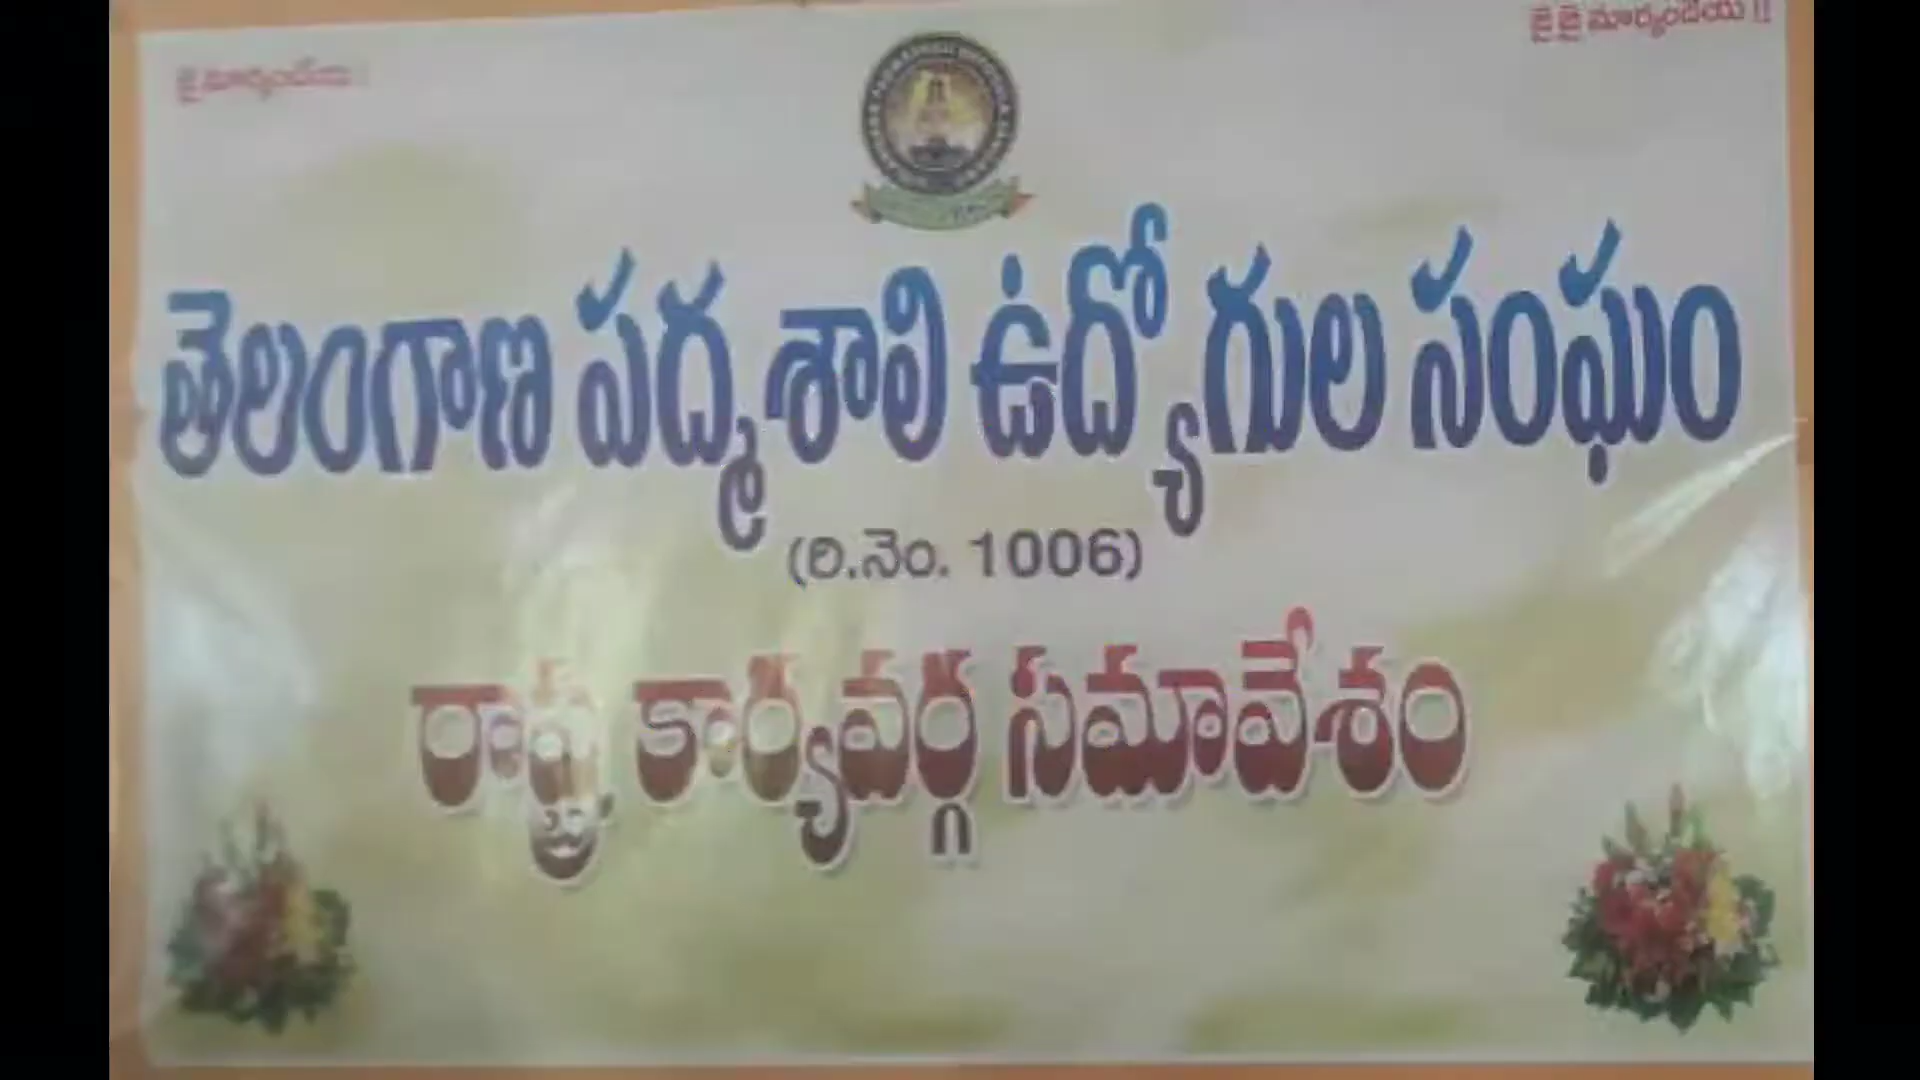 జై మార్కండేయ !
జై జై మార్కండేయ !!
తెలంగాణ పద్మశాలి ఉద్యోగుల సంఘం
(రి.నెం. 1006)
రాష్ట్ర కార్యవర్గ సమావేశం